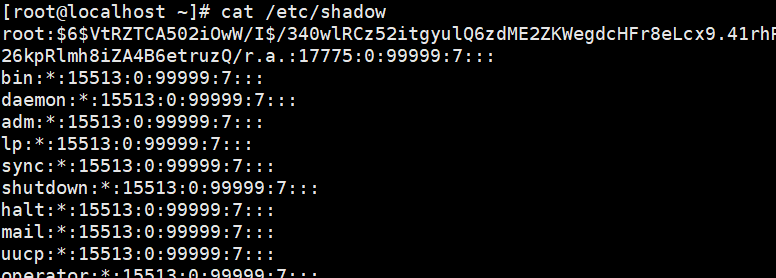 [root@localhost ~]# cat /etc/shadow
root:$6$VtRZTCA502iOwW/I$/340wlRCz52itgyulQ6zdME2ZKWegdcHFr8eLcx9.41rhF
26kpRlmh8iZA4B6etruzQ/r.a.:17775:0:99999:7:::
bin:*:15513:0:99999:7:::
daemon:*:15513:0:99999:7:::
adm:*:15513:0:99999:7:::
lp:*:15513:0:99999:7:::
sync:*:15513:0:99999:7:::
shutdown:*:15513:0:99999:7:::
halt:*:15513:0:99999:7:::
mail:*:15513:0:99999:7:::
uucp:*:15513:0:99999:7:::
operator:*:15513:0:99999:7:::